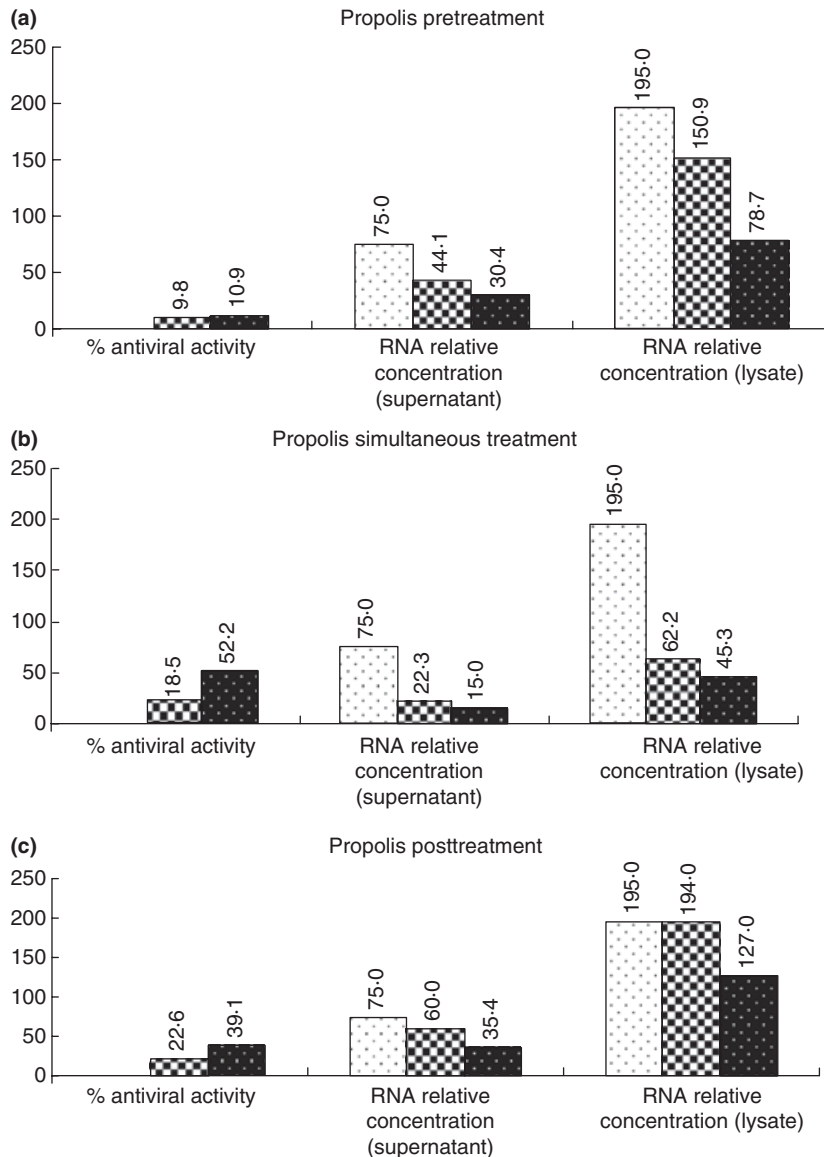 (a) Propolis pretreatment
250
200
150
100
50
0
9·8
10·9
75·0
44·1
30·4
195·0
150·9
78·7
% antiviral activity
RNA relative
concentration
(supernatant)
RNA relative
concentration (lysate)
(b) Propolis simultaneous treatment
250
200
150
100
50
0
18·5
52·2
75·0
22·3
15·0
195·0
62·2
45·3
% antiviral activity
RNA relative
concentration
(supernatant)
RNA relative
concentration (lysate)
(c) Propolis posttreatment
250
200
150
100
50
0
22·6
39·1
75·0
60·0
35·4
195·0
194·0
127·0
% antiviral activity
RNA relative
concentration
(supernatant)
RNA relative
concentration (lysate)